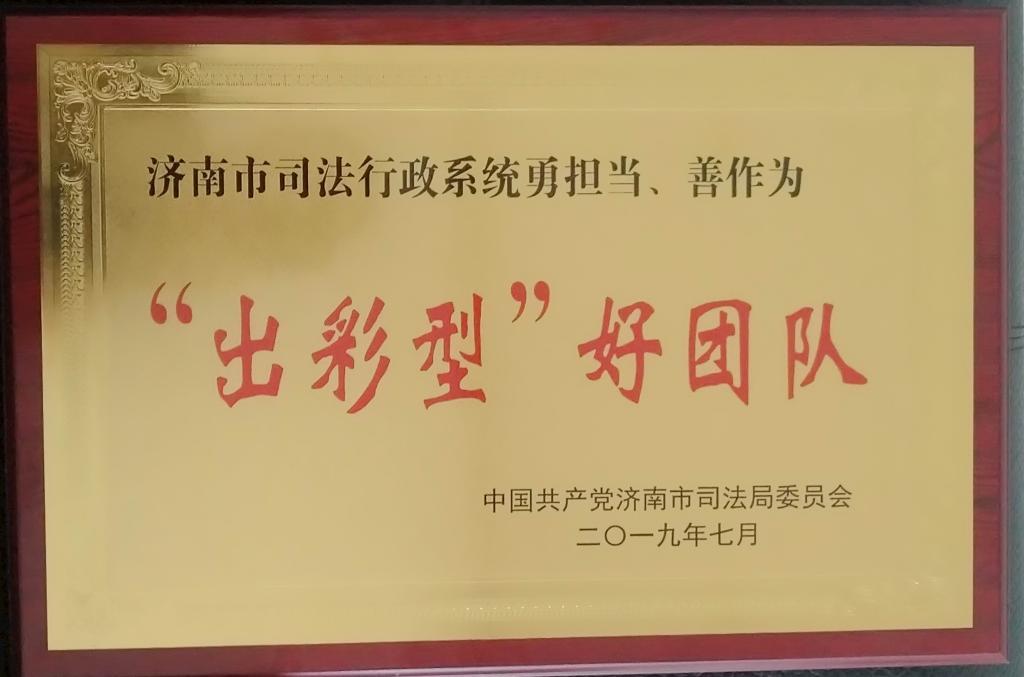 济南市司法行政系统勇担当、善作为
“出彩型”好团队
中国共产党济南市司法局委员会
二〇一九年七月